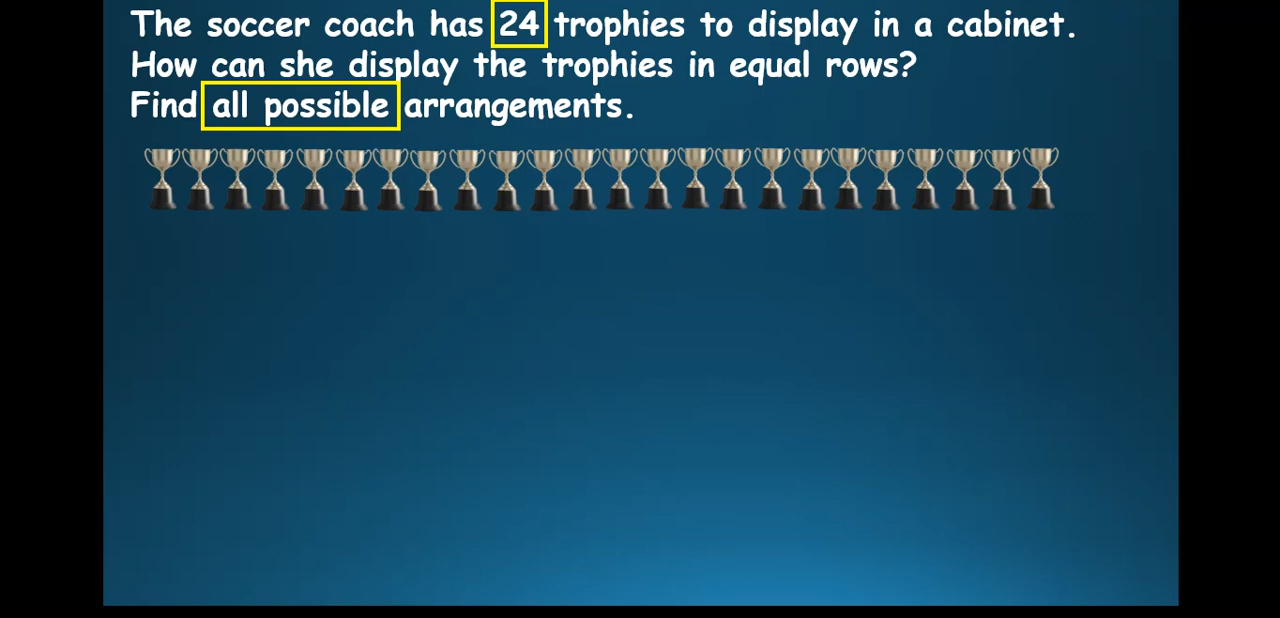 The soccer coach has 24 trophies to display in a cabinet.
How can she display the trophies in equal rows?
Find all possible arrangements.